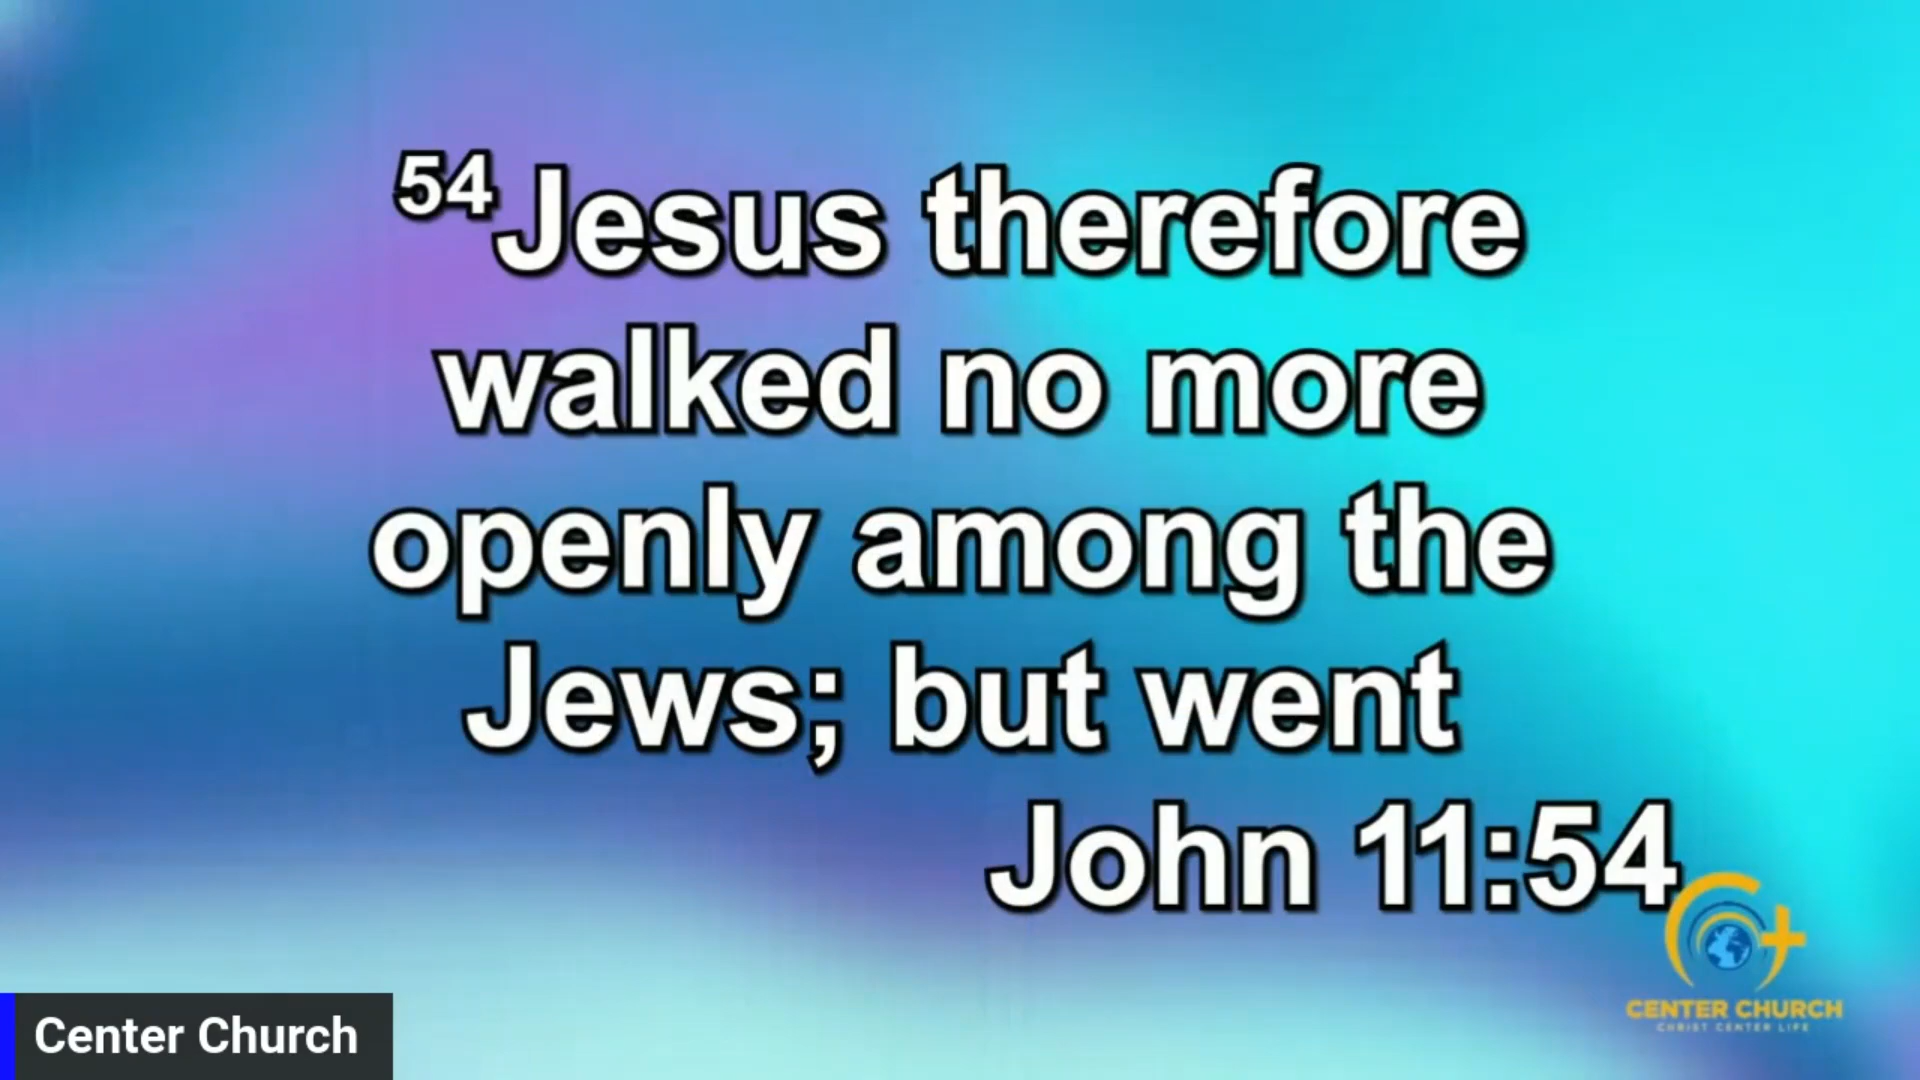 54 Jesus therefore
walked no more
openly among the
Jews; but went
John 11:54
CENTER CHURCH
CHRIST CENTER LIFE
Center Church